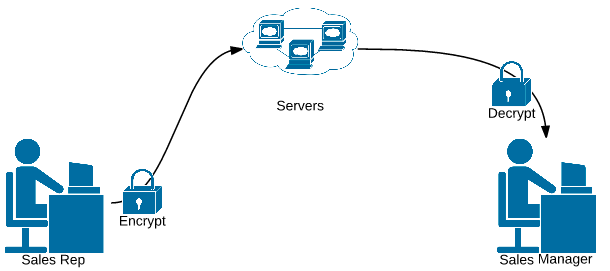 Servers
Decrypt
Encrypt
Sales Rep
Sales Manager